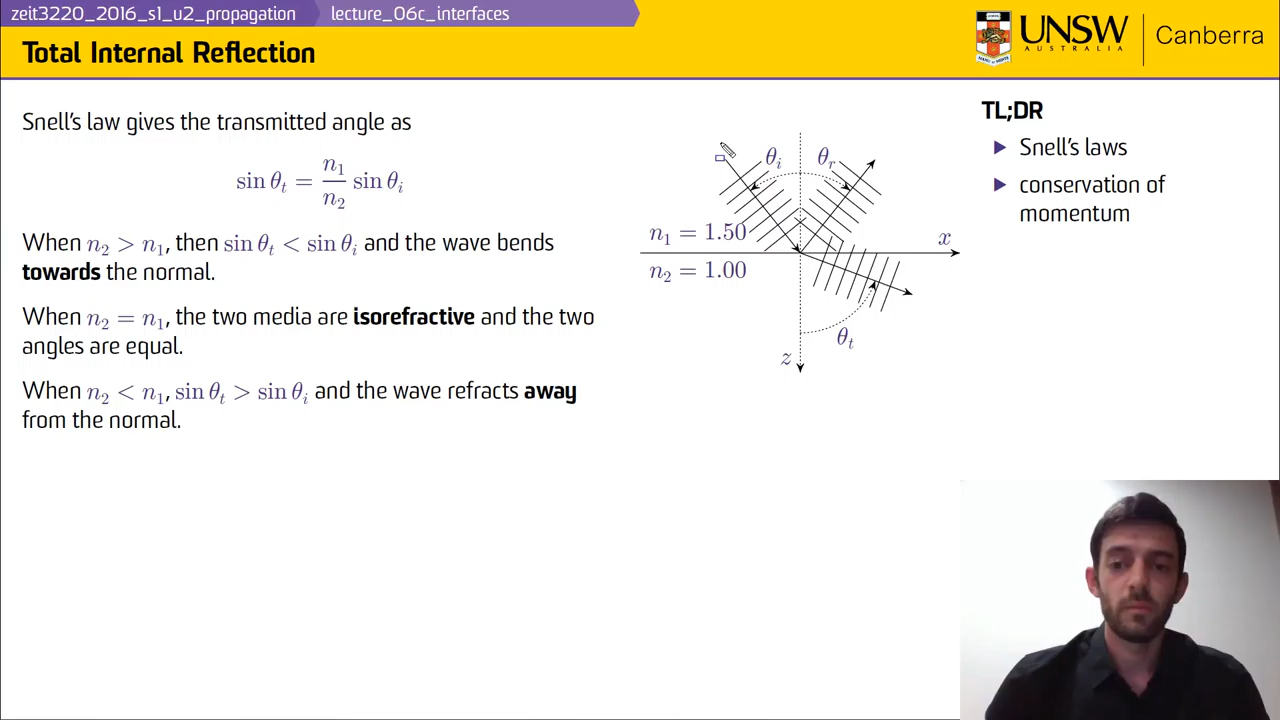 zeit3220_2016_s1_u2_propagation
lecture_06c_interfaces
Total Internal Reflection
UNSW
AUSTRALIA
Canberra
Snell's law gives the transmitted angle as
sin θt = n1/n2 sin θi
When n2 > n1, then sin θt < sin θi and the wave bends
towards the normal.
When n2 = n1, the two media are isorefractive and the two
angles are equal.
When n2 < n1, sin θt > sin θi and the wave refracts away
from the normal.
θi
θr
n1 = 1.50
x
n2 = 1.00
θt
z
TL;DR
Snell's laws
conservation of
momentum